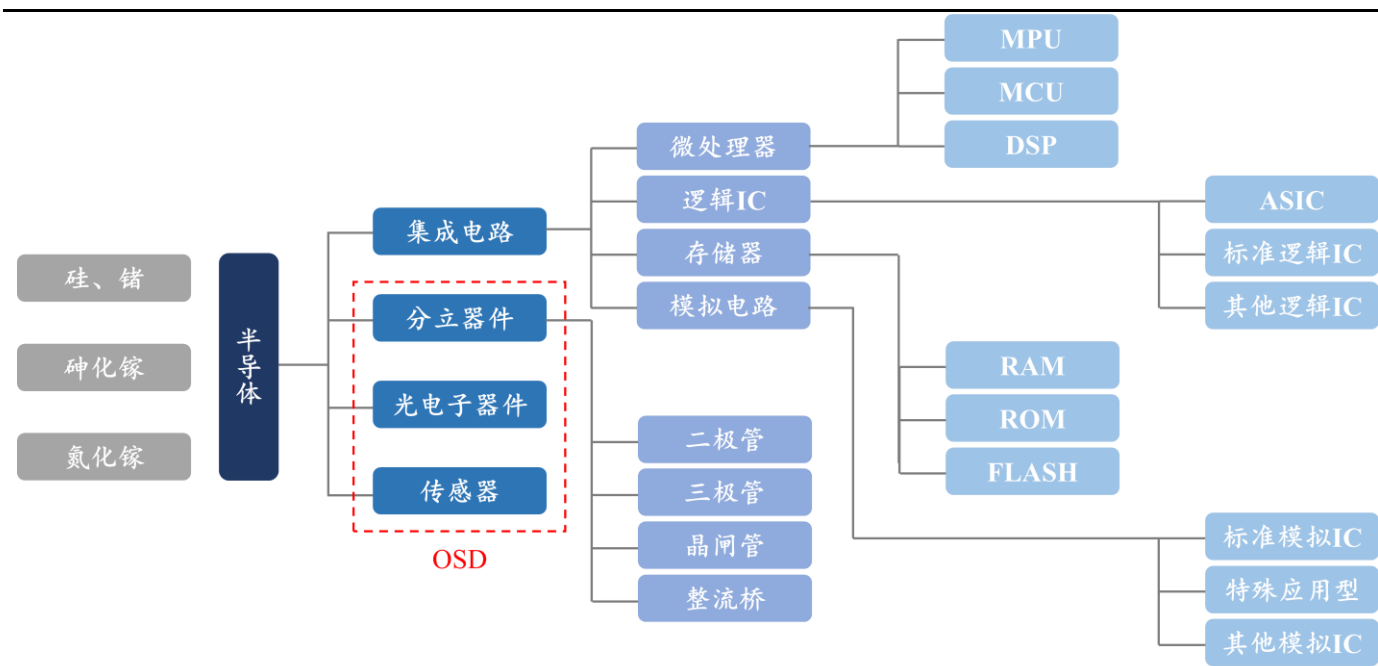 硅、锗
砷化镓
氮化镓
半导体
集成电路
分立器件
光电子器件
传感器
OSD
微处理器
逻辑IC
存储器
模拟电路
二极管
三极管
晶闸管
整流桥
MPU
MCU
DSP
RAM
ROM
FLASH
ASIC
标准逻辑IC
其他逻辑IC
标准模拟IC
特殊应用型
其他模拟IC